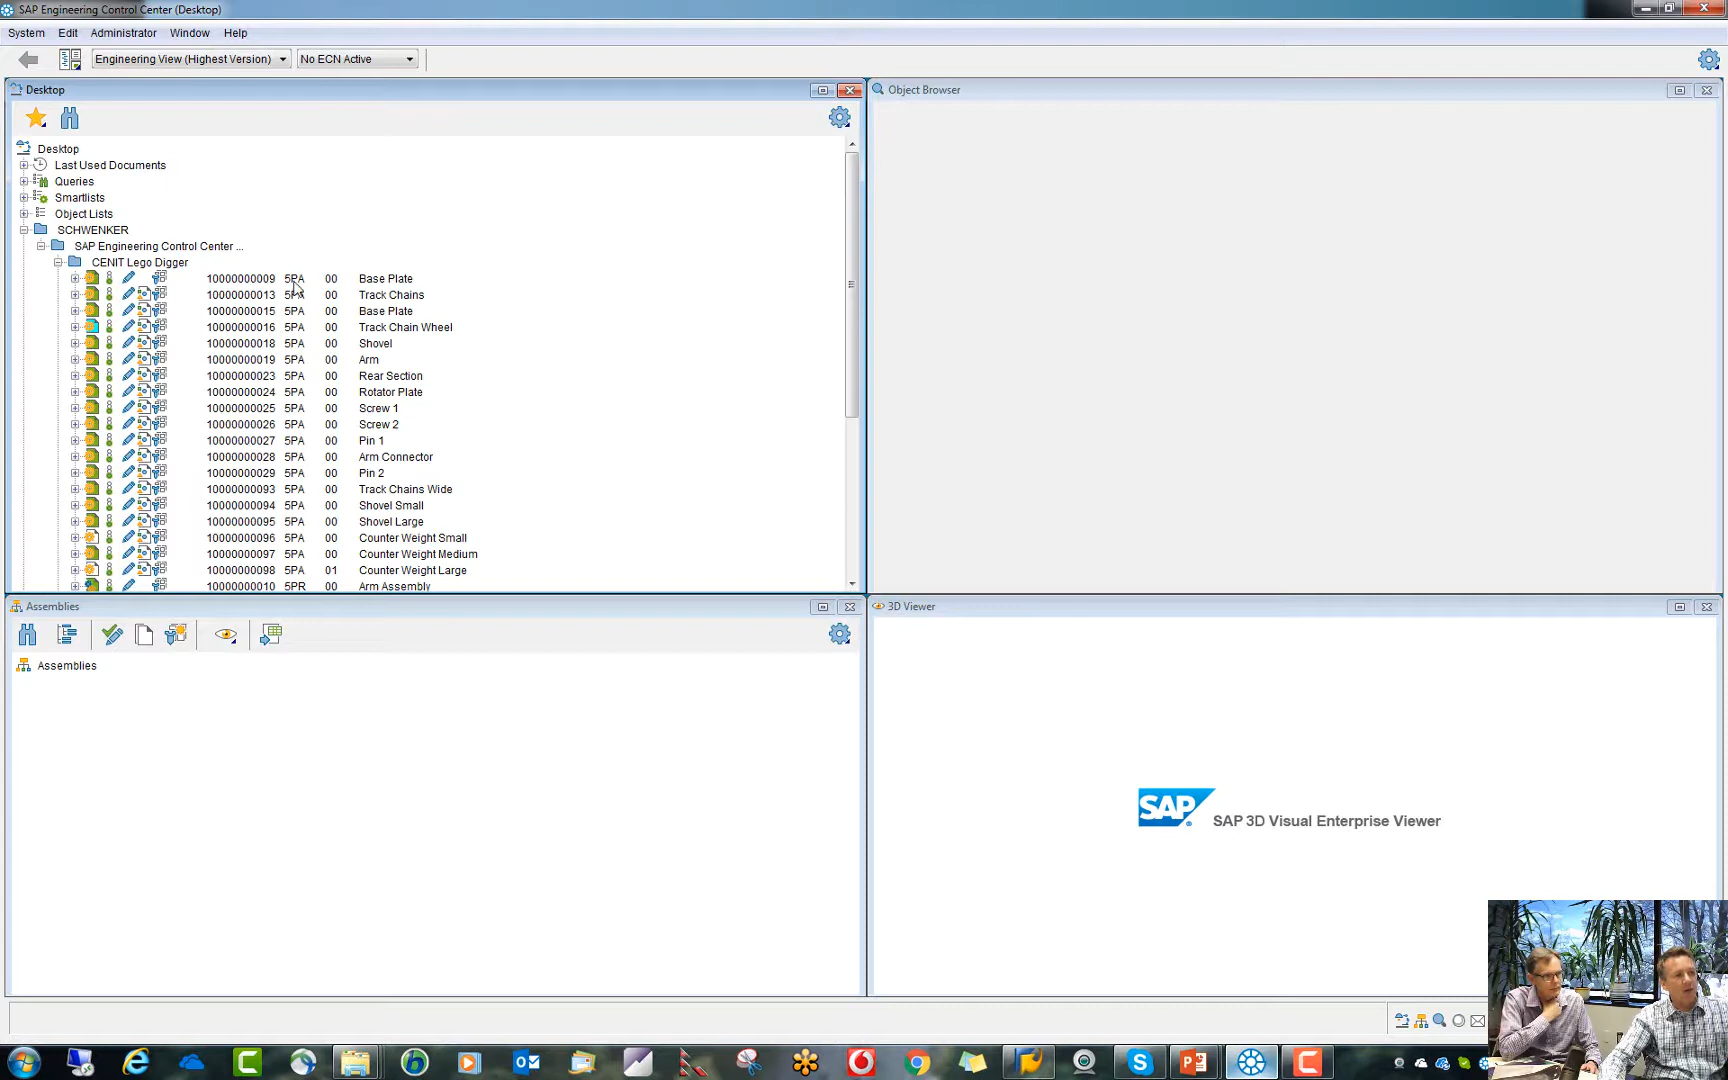 SAP Engineering Control Center (Desktop)
System Edit Administrator Window Help
Engineering View (Highest Version) No ECN Active
Desktop
Object Browser
Desktop
Last Used Documents
Queries
Smartlists
Object Lists
SCHWENKER
SAP Engineering Control Center ...
CENIT Lego Digger
10000000009 5PA 00 Base Plate
10000000013 5PA 00 Track Chains
10000000015 5PA 00 Base Plate
10000000016 5PA 00 Track Chain Wheel
10000000018 5PA 00 Shovel
10000000019 5PA 00 Arm
10000000023 5PA 00 Rear Section
10000000024 5PA 00 Rotator Plate
10000000025 5PA 00 Screw 1
10000000026 5PA 00 Screw 2
10000000027 5PA 00 Pin 1
10000000028 5PA 00 Arm Connector
10000000029 5PA 00 Pin 2
10000000093 5PA 00 Track Chains Wide
10000000094 5PA 00 Shovel Small
10000000095 5PA 00 Shovel Large
10000000096 5PA 00 Counter Weight Small
10000000097 5PA 00 Counter Weight Medium
10000000098 5PA 01 Counter Weight Large
10000000010 5PR 00 Arm Assembly
Assemblies
3D Viewer
Assemblies
SAP SAP 3D Visual Enterprise Viewer